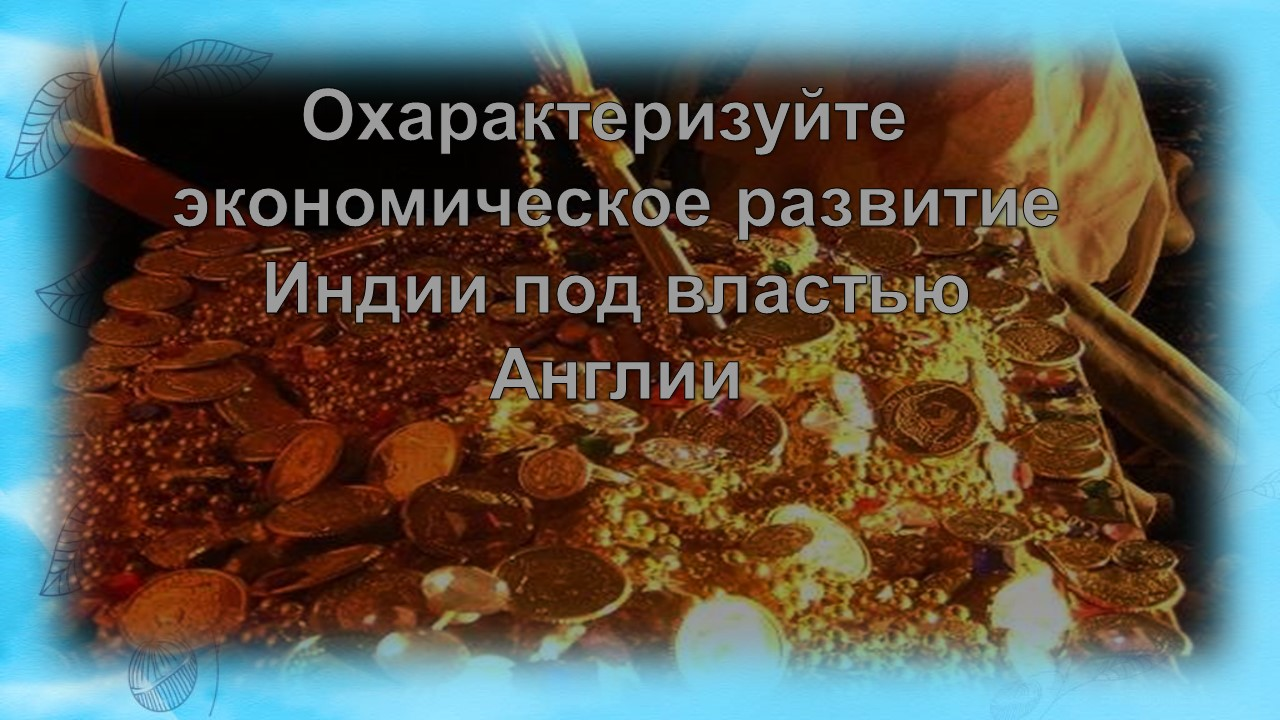 Охарактеризуйте
экономическое развитие
Индии под властью
Англии